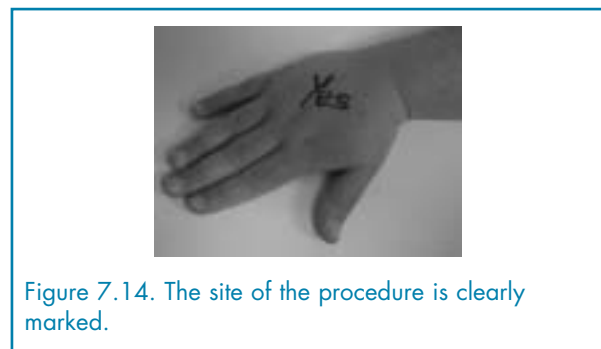 Yes
Figure 7.14. The site of the procedure is clearly
marked.